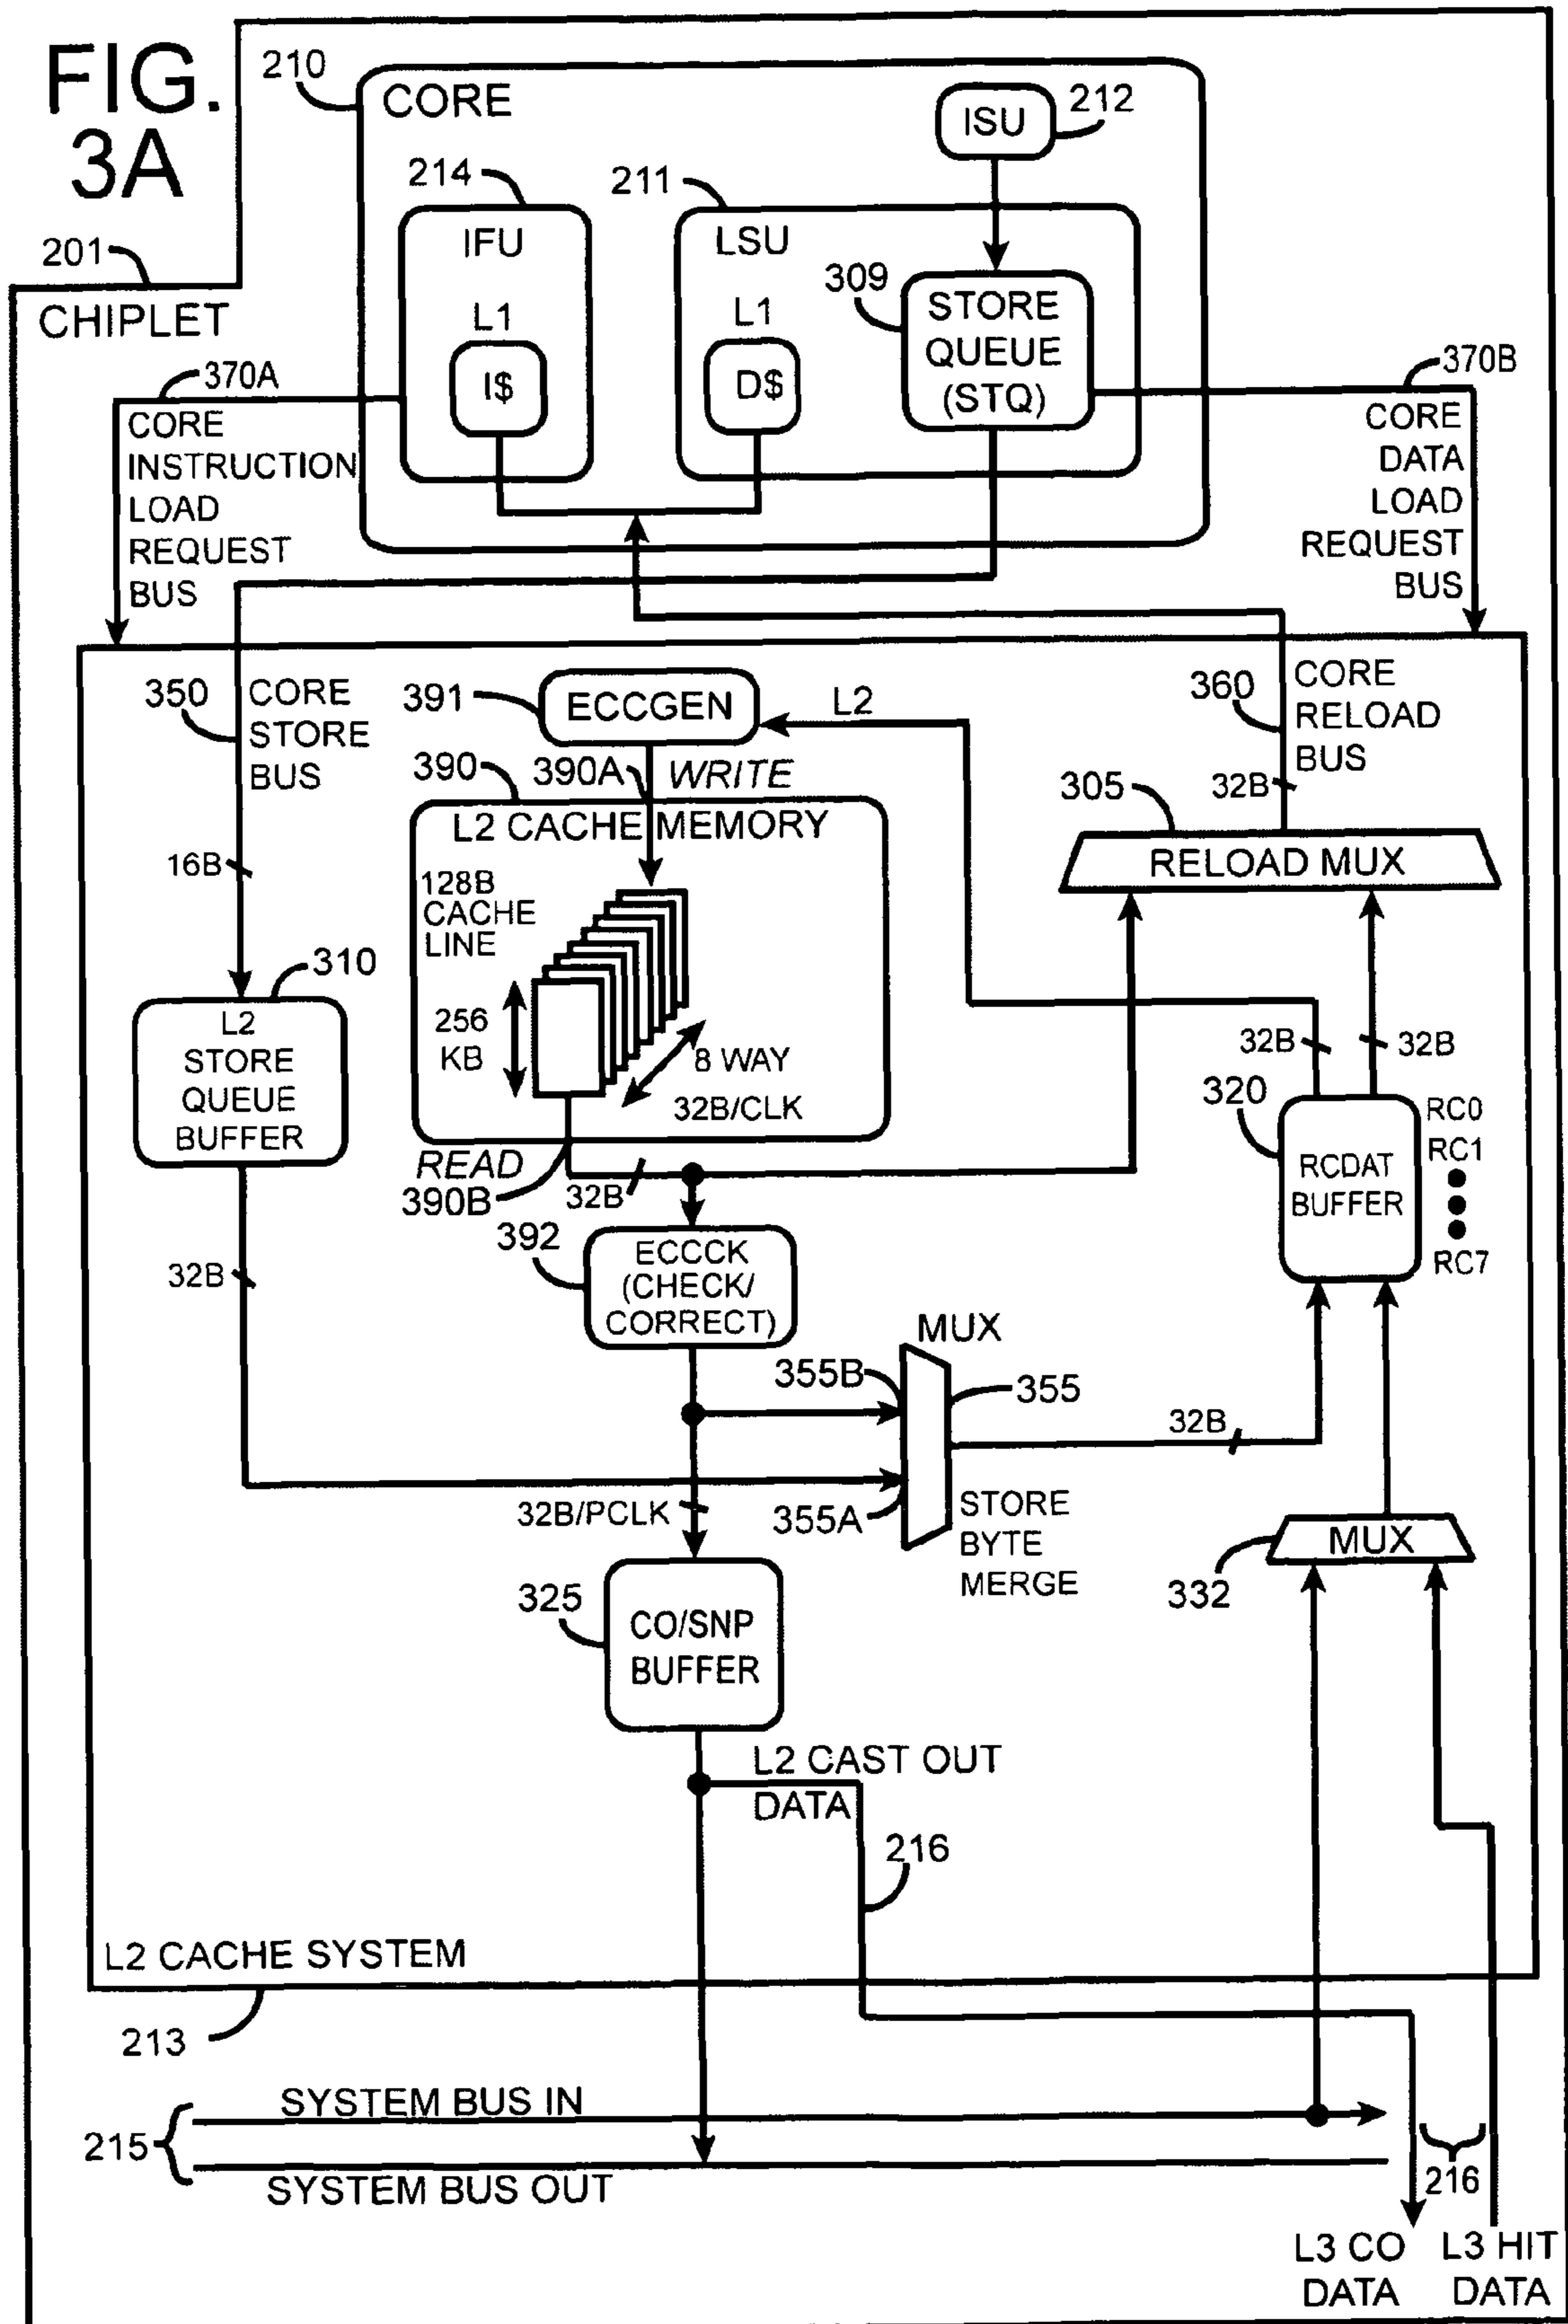 FIG.
3A
210
CORE
ISU
212
214
211
IFU
LSU
201
CHIPLET
309
STORE
QUEUE
(STQ)
L1
I$
L1
D$
370A
370B
CORE
INSTRUCTION
LOAD
REQUEST
BUS
CORE
DATA
LOAD
REQUEST
BUS
350
CORE
STORE
BUS
391
ECCGEN
L2
360
CORE
RELOAD
BUS
390
390A
WRITE
32B
305
L2 CACHE MEMORY
RELOAD MUX
16B
128B
CACHE
LINE
310
L2
STORE
QUEUE
BUFFER
256
KB
8 WAY
32B/CLK
32B
32B
320
RCDAT
BUFFER
RC0
RC1
RC7
READ
390B
32B
392
ECCCK
(CHECK/
CORRECT)
32B
MUX
355B
355
32B
32B/PCLK
355A
STORE
BYTE
MERGE
MUX
332
325
CO/SNP
BUFFER
L2 CAST OUT
DATA
216
L2 CACHE SYSTEM
213
SYSTEM BUS IN
215
SYSTEM BUS OUT
216
L3 CO
DATA
L3 HIT
DATA